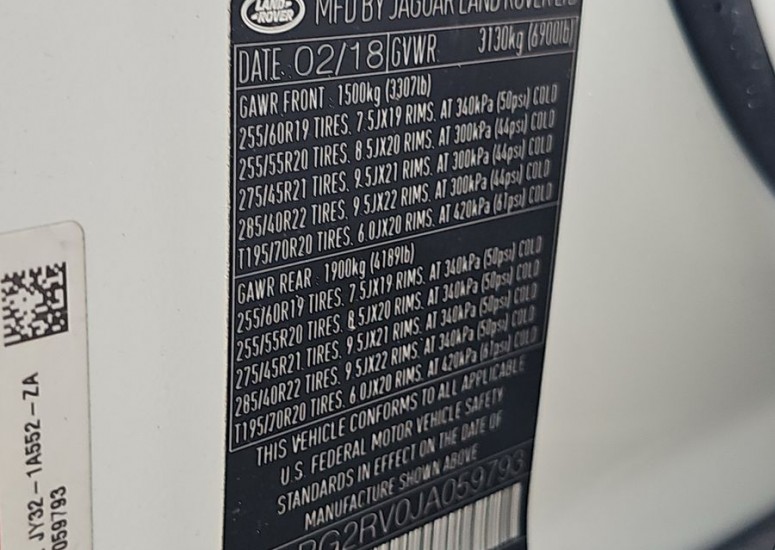 LAND-
-ROVER
MFD BY JAGUAR LAND ROVER LTD
DATE 02/18 GVWR 3130kg (6900lb)
GAWR FRONT 1500kg (3307lb)
255/60R19 TIRES. 7.5JX19 RIMS. AT 340kPa (50psi) COLD
255/55R20 TIRES. 8.5JX20 RIMS. AT 300kPa (44psi) COLD
275/45R21 TIRES. 9.5JX21 RIMS. AT 300kPa (44psi) COLD
285/40R22 TIRES. 9.5JX22 RIMS. AT 300kPa (44psi) COLD
T195/70R20 TIRES. 6.0JX20 RIMS. AT 420kPa (61psi) COLD
GAWR REAR 1900kg (4189lb)
255/60R19 TIRES. 7.5JX19 RIMS. AT 340kPa (50psi) COLD
255/55R20 TIRES. 8.5JX20 RIMS. AT 340kPa (50psi) COLD
275/45R21 TIRES. 9.5JX21 RIMS. AT 340kPa (50psi) COLD
285/40R22 TIRES. 9.5JX22 RIMS. AT 340kPa (50psi) COLD
T195/70R20 TIRES. 6.0JX20 RIMS. AT 420kPa (61psi) COLD
THIS VEHICLE CONFORMS TO ALL APPLICABLE
U.S. FEDERAL MOTOR VEHICLE SAFETY
STANDARDS IN EFFECT ON THE DATE OF
MANUFACTURE SHOWN ABOVE
RG2RV0JA059793
JY32-1A552-ZA
059793